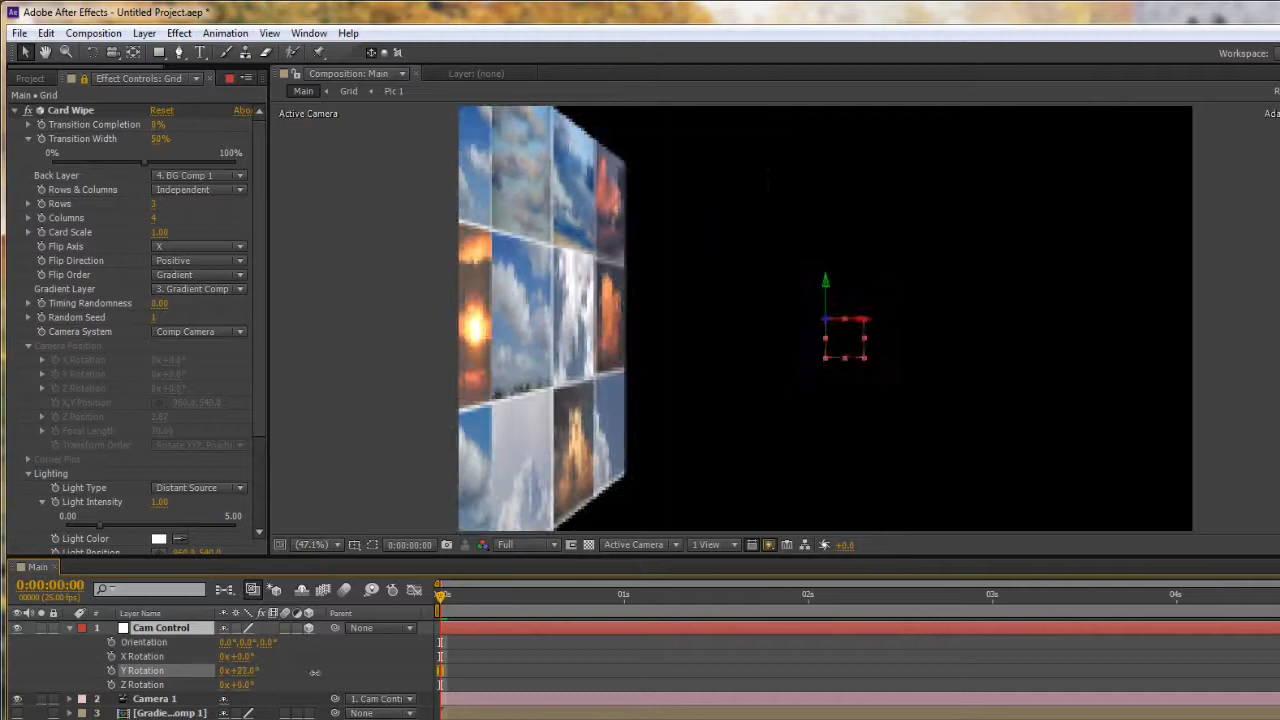 Adobe After Effects - Untitled Project.aep *
File Edit Composition Layer Effect Animation View Window Help
Workspace:
Project Effect Controls: Grid Composition: Main Layer: (none)
Main • Grid Main Grid Pic 1
fx Card Wipe Reset Abo
Active Camera Ada
Transition Completion 0%
Transition Width 50%
0% 100%
Back Layer 4. BG Comp 1
Rows & Columns Independent
Rows 3
Columns 4
Card Scale 1.00
Flip Axis X
Flip Direction Positive
Flip Order Gradient
Gradient Layer 3. Gradient Comp
Timing Randomness 0.00
Random Seed 1
Camera System Comp Camera
Camera Position
X Rotation 0x+0.0°
Y Rotation 0x+0.0°
Z Rotation 0x+0.0°
X,Y Position 960.0, 540.0
Z Position 2.87
Focal Length 70.00
Transform Order Rotate XYZ, Positi
Corner Pins
Lighting
Light Type Distant Source
Light Intensity 1.00
0.00 5.00
Light Color
Light Position 960.0, 540.0
(47.1%) 0:00:00:00 Full Active Camera 1 View +0.0
Main
0:00:00:00
00000 (25.00 fps)
01s 02s 03s 04s
# Layer Name Parent
1 Cam Control None
Orientation 0.0°,0.0°,0.0°
X Rotation 0x+0.0°
Y Rotation 0x+27.0°
Z Rotation 0x+0.0°
2 Camera 1 1. Cam Conti
3 [Gradie...omp 1] None